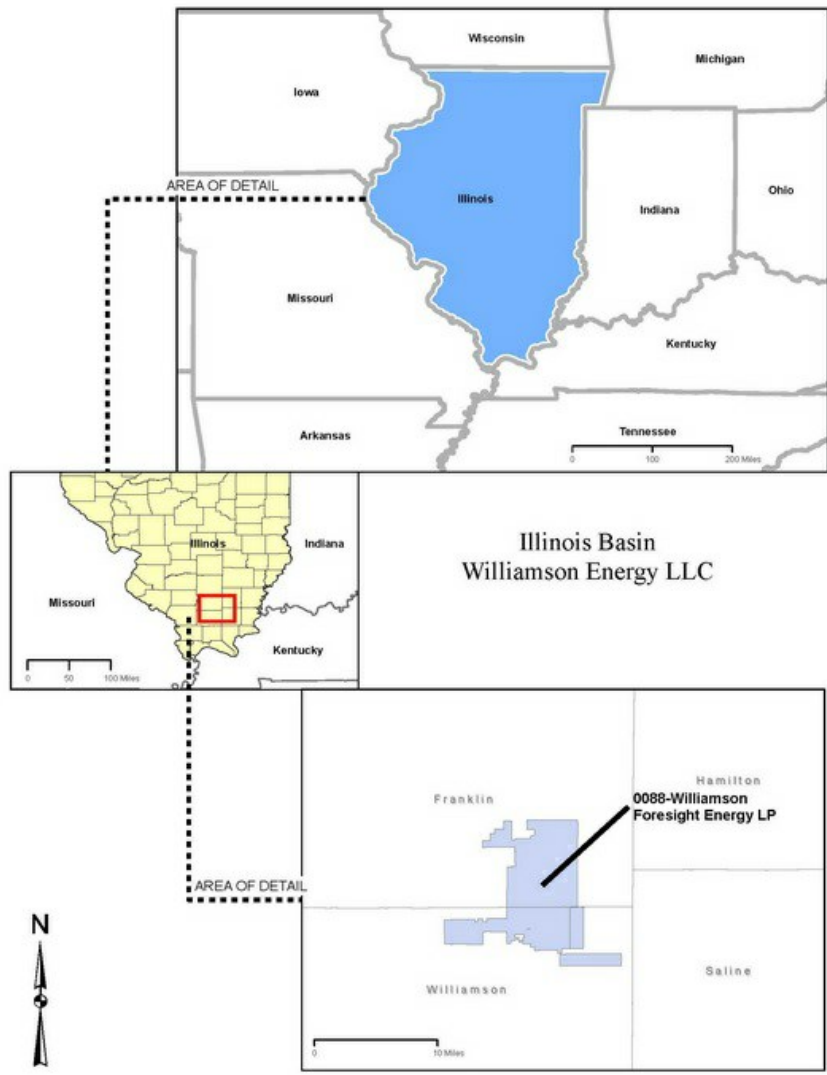 Wisconsin
Michigan
Iowa
AREA OF DETAIL
Illinois
Ohio
Indiana
Missouri
Kentucky
Arkansas
Tennessee
0 100 200 Miles
Illinois
Indiana
Missouri
Kentucky
0 50 100 Miles
Illinois Basin
Williamson Energy LLC
Hamilton
Franklin
0088-Williamson
Foresight Energy LP
AREA OF DETAIL
N
Saline
Williamson
0 10 Miles